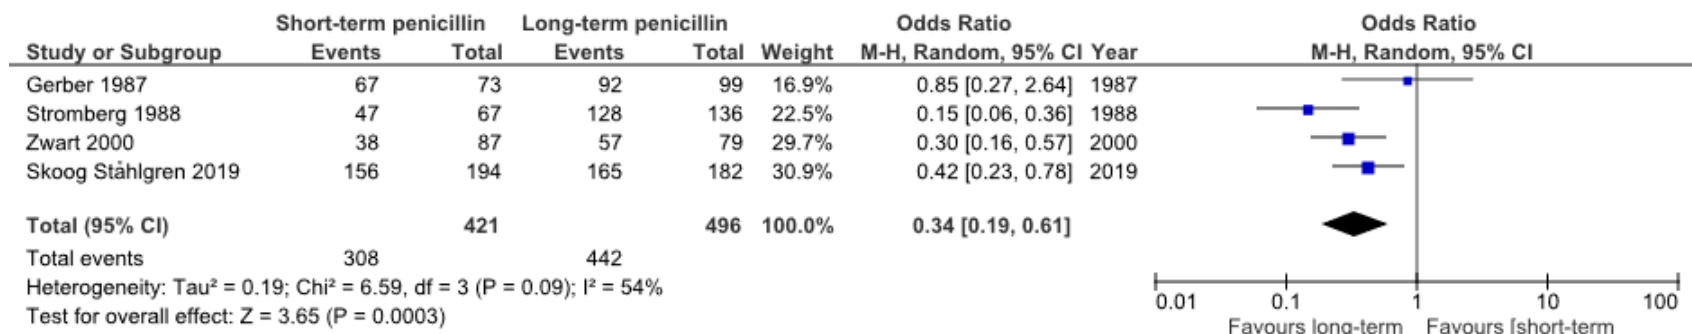 Short-term penicillin Long-term penicillin Odds Ratio Odds Ratio
Study or Subgroup Events Total Events Total Weight M-H, Random, 95% CI Year M-H, Random, 95% CI
Gerber 1987 67 73 92 99 16.9% 0.85 [0.27, 2.64] 1987
Stromberg 1988 47 67 128 136 22.5% 0.15 [0.06, 0.36] 1988
Zwart 2000 38 87 57 79 29.7% 0.30 [0.16, 0.57] 2000
Skoog Ståhlgren 2019 156 194 165 182 30.9% 0.42 [0.23, 0.78] 2019
Total (95% CI) 421 496 100.0% 0.34 [0.19, 0.61]
Total events 308 442
Heterogeneity: Tau² = 0.19; Chi² = 6.59, df = 3 (P = 0.09); I² = 54%
Test for overall effect: Z = 3.65 (P = 0.0003)
0.01 0.1 1 10 100
Favours long-term Favours [short-term